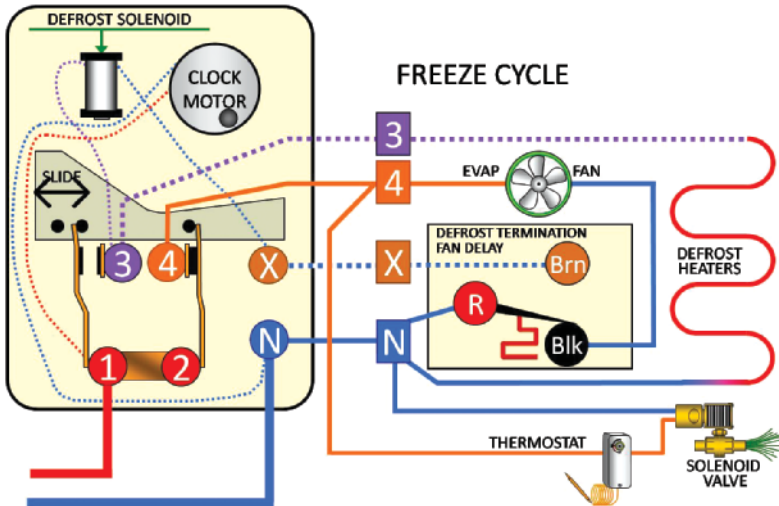 DEFROST SOLENOID
CLOCK
MOTOR
FREEZE CYCLE
SLIDE
3
4
X
N
1
2
3
4
X
N
EVAP
FAN
DEFROST TERMINATION
FAN DELAY
Brn
R
Blk
DEFROST
HEATERS
THERMOSTAT
SOLENOID
VALVE